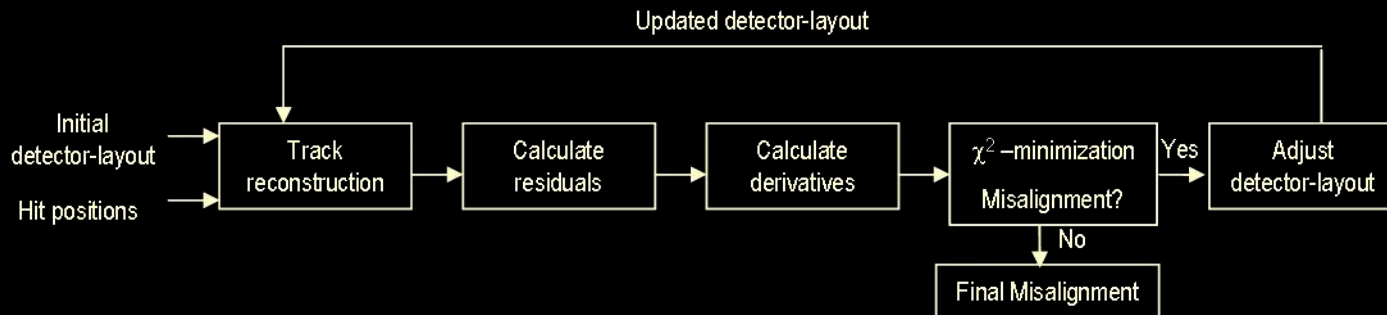 Updated detector-layout
Initial
detector-layout
Hit positions
Track
reconstruction
Calculate
residuals
Calculate
derivatives
χ² –minimization
Misalignment?
Yes
Adjust
detector-layout
No
Final Misalignment